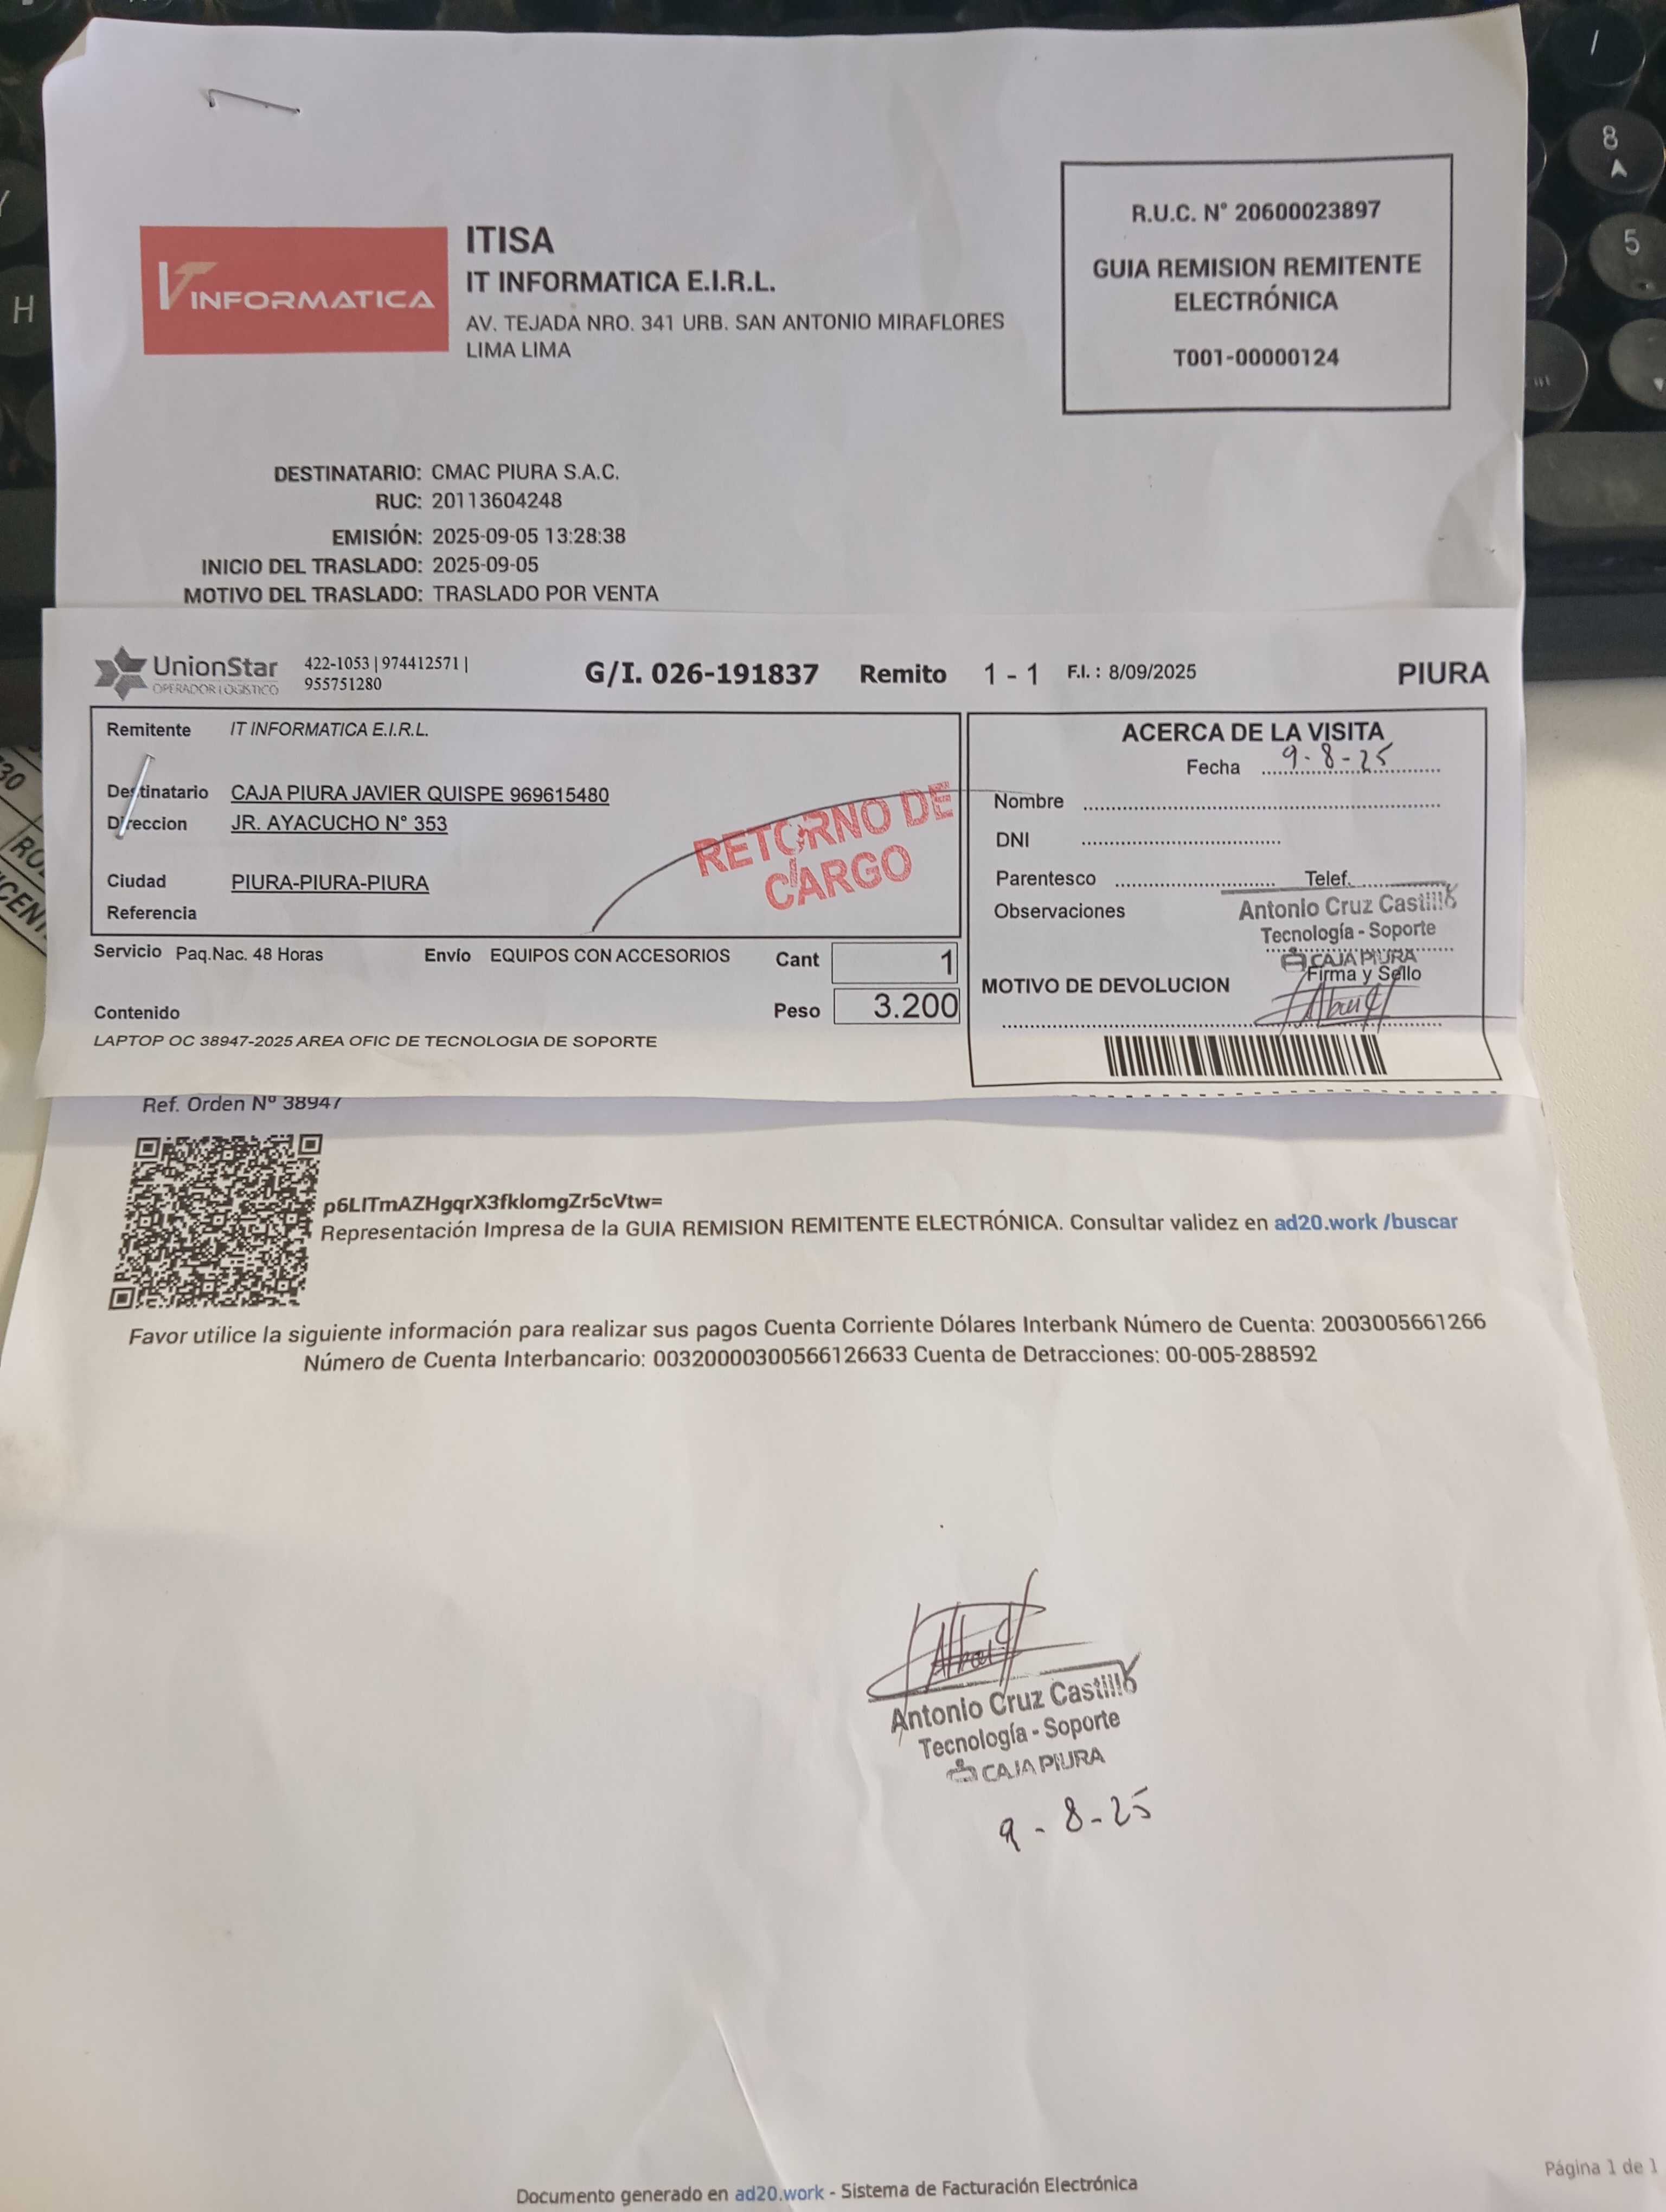 ITISA
IT INFORMATICA E.I.R.L.
AV. TEJADA NRO. 341 URB. SAN ANTONIO MIRAFLORES
LIMA LIMA
INFORMATICA
R.U.C. N° 20600023897
GUIA REMISION REMITENTE
ELECTRÓNICA
T001-00000124
DESTINATARIO: CMAC PIURA S.A.C.
RUC: 20113604248
EMISIÓN: 2025-09-05 13:28:38
INICIO DEL TRASLADO: 2025-09-05
MOTIVO DEL TRASLADO: TRASLADO POR VENTA
UnionStar
OPERADOR LOGISTICO
422-1053 | 974412571 |
955751280
G/I. 026-191837 Remito 1 - 1 F.I. : 8/09/2025 PIURA
Remitente IT INFORMATICA E.I.R.L.
Destinatario CAJA PIURA JAVIER QUISPE 969615480
Direccion JR. AYACUCHO N° 353
Ciudad PIURA-PIURA-PIURA
Referencia
RETORNO DE
CARGO
Servicio Paq.Nac. 48 Horas Envío EQUIPOS CON ACCESORIOS Cant 1
Peso 3.200
Contenido
LAPTOP OC 38947-2025 AREA OFIC DE TECNOLOGIA DE SOPORTE
ACERCA DE LA VISITA
Fecha 9-8-25
Nombre
DNI
Parentesco Telef.
Observaciones
Antonio Cruz Castillo
Tecnología - Soporte
CAJA PIURA
Firma y Sello
MOTIVO DE DEVOLUCION
Ref. Orden Nº 38947
p6LITmAZHgqrX3fklomgZr5cVtw=
Representación Impresa de la GUIA REMISION REMITENTE ELECTRÓNICA. Consultar validez en ad20.work /buscar
Favor utilice la siguiente información para realizar sus pagos Cuenta Corriente Dólares Interbank Número de Cuenta: 2003005661266
Número de Cuenta Interbancario: 00320000300566126633 Cuenta de Detracciones: 00-005-288592
Antonio Cruz Castillo
Tecnología - Soporte
CAJA PIURA
9-8-25
Página 1 de 1
Documento generado en ad20.work - Sistema de Facturación Electrónica
H
8
5
/